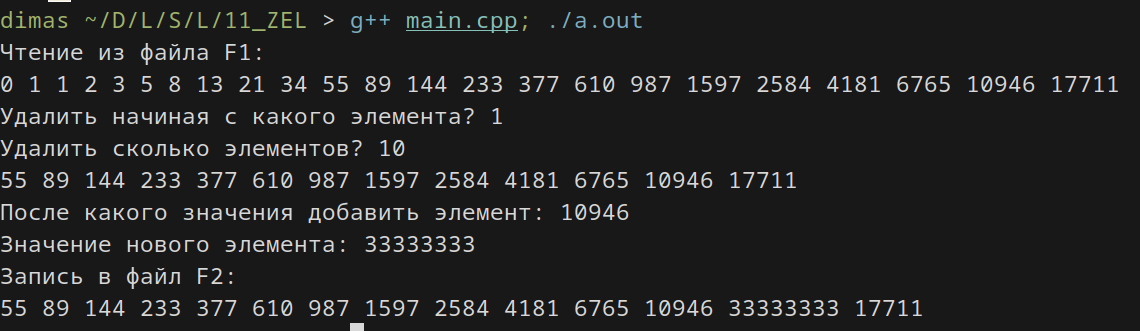 dimas ~/D/L/S/L/11_ZEL > g++ main.cpp; ./a.out
Чтение из файла F1:
0 1 1 2 3 5 8 13 21 34 55 89 144 233 377 610 987 1597 2584 4181 6765 10946 17711
Удалить начиная с какого элемента? 1
Удалить сколько элементов? 10
55 89 144 233 377 610 987 1597 2584 4181 6765 10946 17711
После какого значения добавить элемент: 10946
Значение нового элемента: 33333333
Запись в файл F2:
55 89 144 233 377 610 987 1597 2584 4181 6765 10946 33333333 17711